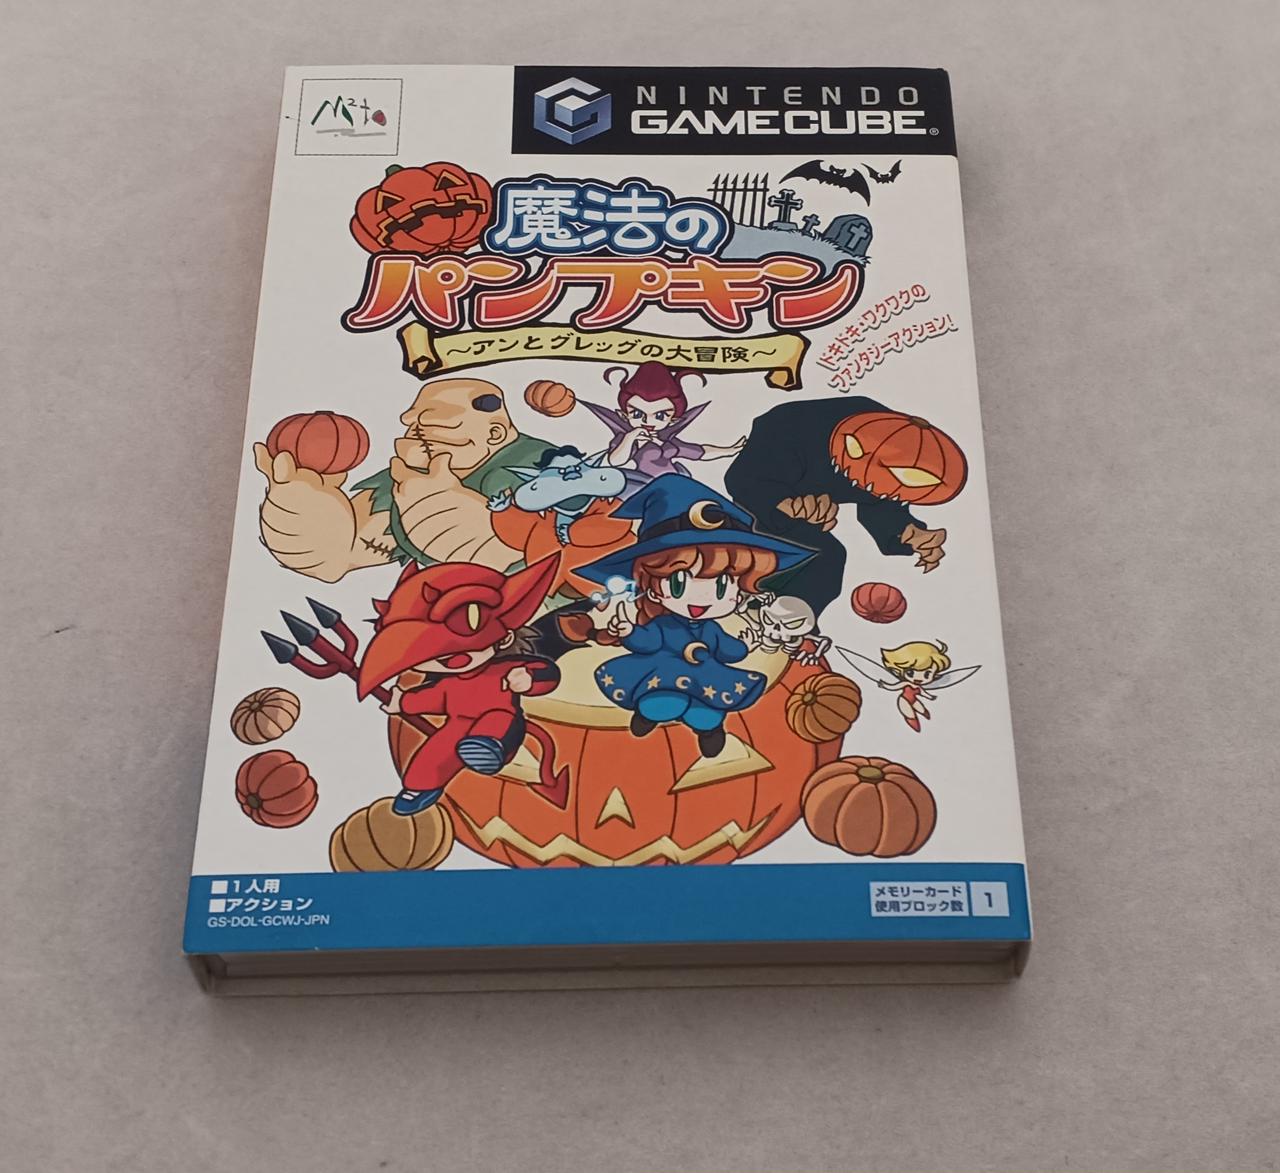 M²to
NINTENDO
GAMECUBE®
魔法の
パンプキン
～アンとグレッグの大冒険～
ドキドキ・ワクワクの
ファンタジーアクション!
■1人用
■アクション
GS-DOL-GCWJ-JPN
メモリーカード
使用ブロック数 1